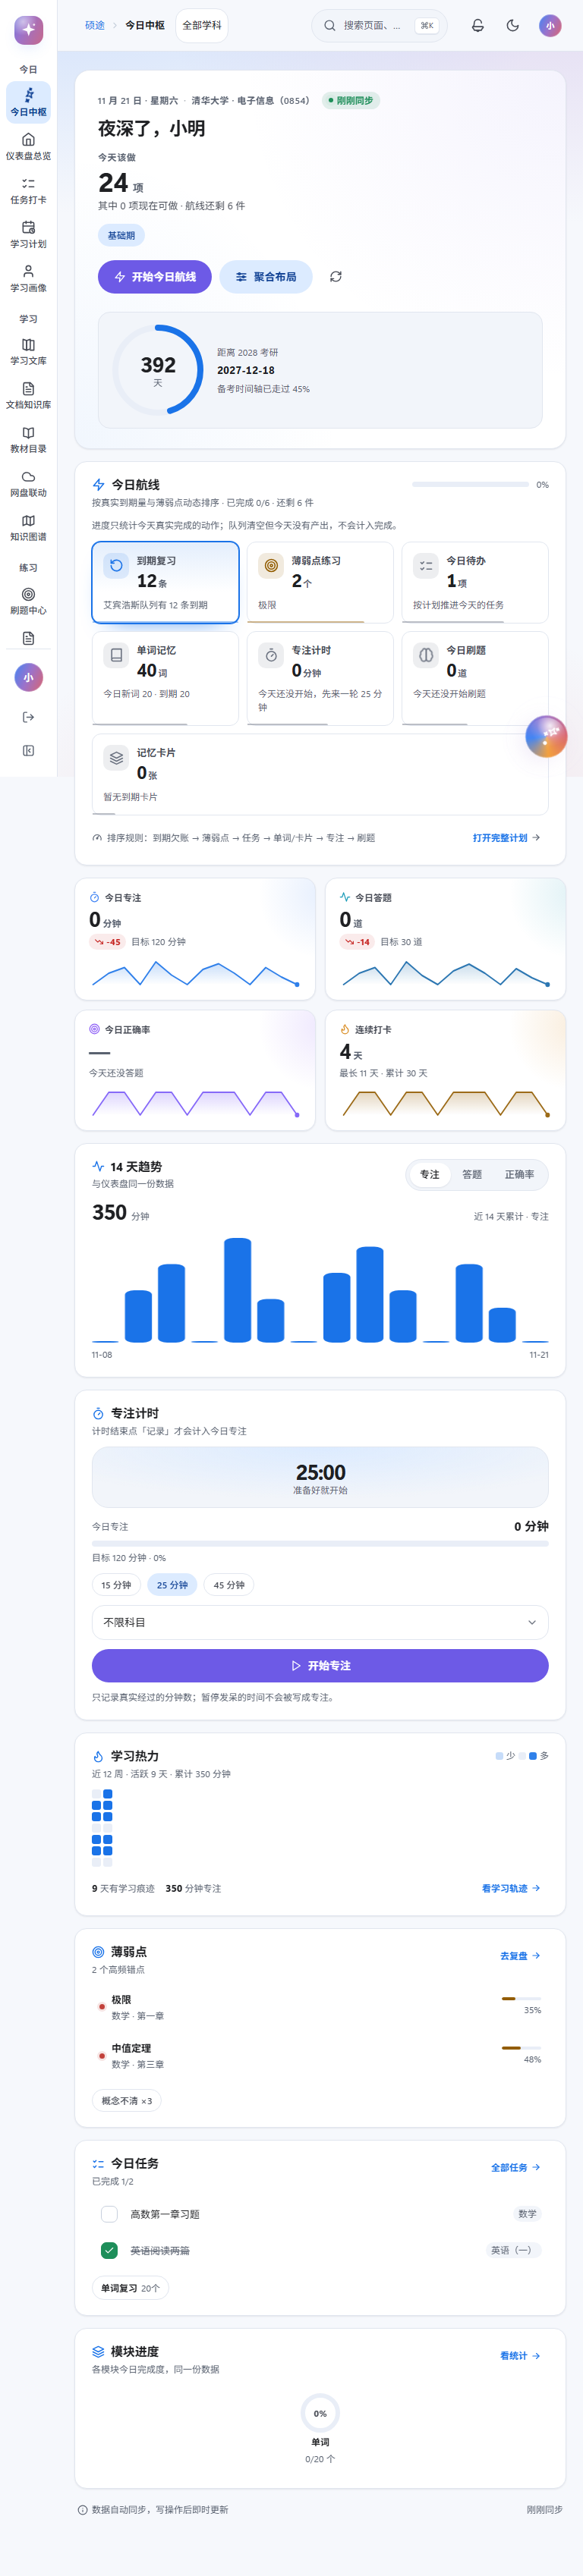 硕途 > 今日中枢 全部学科
搜索页面、... ⌘K
小
今日
今日中枢
仪表盘总览
任务打卡
学习计划
学习画像
学习
学习文库
文档知识库
教材目录
网盘联动
知识图谱
练习
刷题中心
小
11 月 21 日 · 星期六 · 清华大学 · 电子信息（0854） 刚刚同步
夜深了，小明
今天该做
24 项
其中 0 项现在可做 · 航线还剩 6 件
基础期
开始今日航线 聚合布局
392
天
距离 2028 考研
2027-12-18
备考时间轴已走过 45%
今日航线 0%
按真实到期量与薄弱点动态排序 · 已完成 0/6 · 还剩 6 件
进度只统计今天真实完成的动作；队列清空但今天没有产出，不会计入完成。
到期复习
12 条
艾宾浩斯队列有 12 条到期
薄弱点练习
2 个
极限
今日待办
1 项
按计划推进今天的任务
单词记忆
40 词
今日新词 20 · 到期 20
专注计时
0 分钟
今天还没开始，先来一轮 25 分
钟
今日刷题
0 道
今天还没开始刷题
记忆卡片
0 张
暂无到期卡片
排序规则：到期欠账 → 薄弱点 → 任务 → 单词/卡片 → 专注 → 刷题 打开完整计划 →
今日专注
0 分钟
-45 目标 120 分钟
今日答题
0 道
-14 目标 30 道
今日正确率
—
今天还没答题
连续打卡
4 天
最长 11 天 · 累计 30 天
14 天趋势
与仪表盘同一份数据
专注 答题 正确率
350 分钟 近 14 天累计 · 专注
11-08 11-21
专注计时
计时结束点「记录」才会计入今日专注
25:00
准备好就开始
今日专注 0 分钟
目标 120 分钟 · 0%
15 分钟 25 分钟 45 分钟
不限科目
开始专注
只记录真实经过的分钟数；暂停发呆的时间不会被写成专注。
学习热力 少 多
近 12 周 · 活跃 9 天 · 累计 350 分钟
9 天有学习痕迹 350 分钟专注 看学习轨迹 →
薄弱点 去复盘 →
2 个高频错点
极限
数学 · 第一章
35%
中值定理
数学 · 第三章
48%
概念不清 ×3
今日任务 全部任务 →
已完成 1/2
高数第一章习题 数学
英语阅读两篇 英语（一）
单词复习 20个
模块进度 看统计 →
各模块今日完成度，同一份数据
0%
单词
0/20 个
数据自动同步，写操作后即时更新 刚刚同步